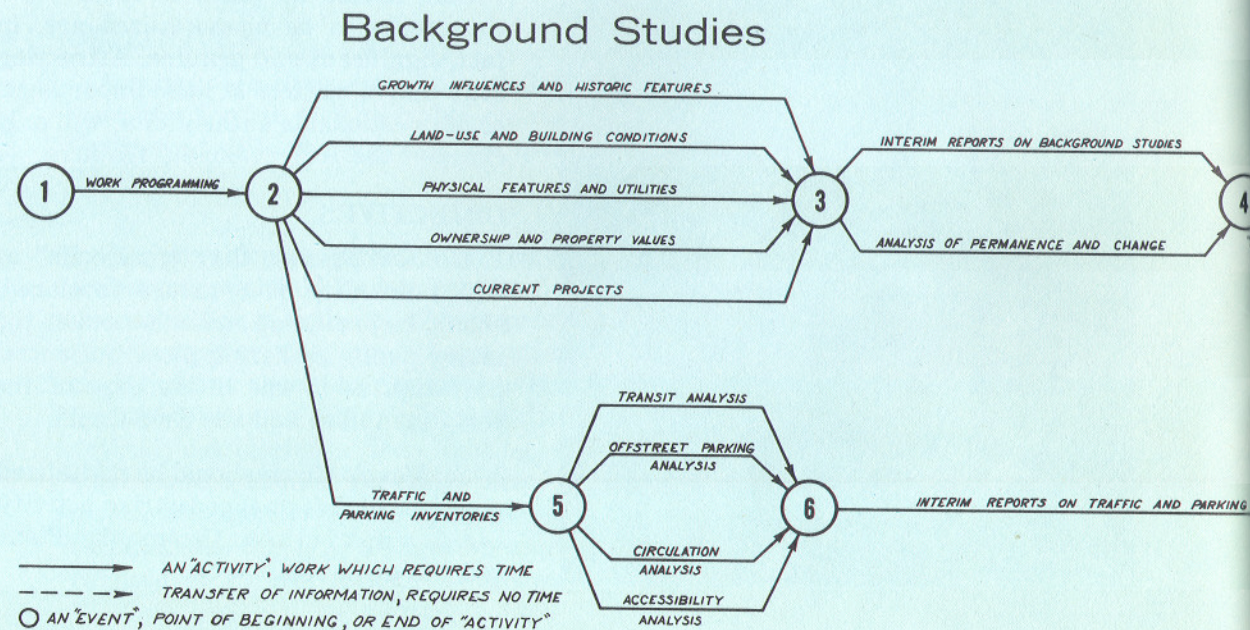 Background Studies
GROWTH INFLUENCES AND HISTORIC FEATURES
LAND-USE AND BUILDING CONDITIONS
INTERIM REPORTS ON BACKGROUND STUDIES
1
WORK PROGRAMMING
2
PHYSICAL FEATURES AND UTILITIES
3
4
OWNERSHIP AND PROPERTY VALUES
ANALYSIS OF PERMANENCE AND CHANGE
CURRENT PROJECTS
TRANSIT ANALYSIS
OFFSTREET PARKING
ANALYSIS
TRAFFIC AND
PARKING INVENTORIES
5
6
INTERIM REPORTS ON TRAFFIC AND PARKING
CIRCULATION
ANALYSIS
ACCESSIBILITY
ANALYSIS
AN "ACTIVITY", WORK WHICH REQUIRES TIME
TRANSFER OF INFORMATION, REQUIRES NO TIME
AN "EVENT", POINT OF BEGINNING, OR END OF "ACTIVITY"